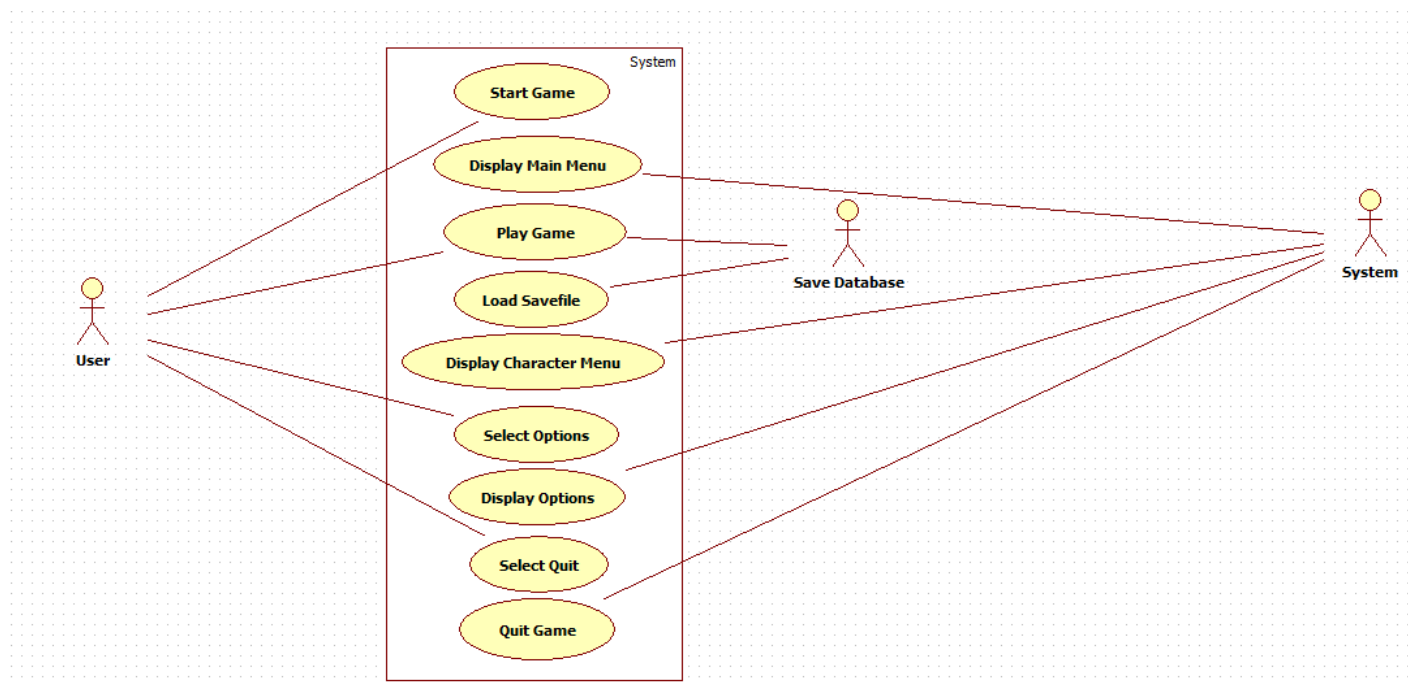 System
Start Game
Display Main Menu
Play Game
Load Savefile
Display Character Menu
Select Options
Display Options
Select Quit
Quit Game
User
Save Database
System